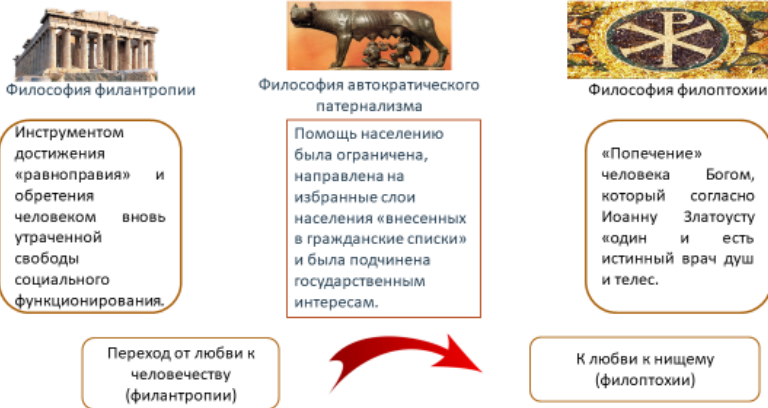 Философия филантропии
Философия автократического
патернализма
Философия филоптохии
Инструментом
достижения
«равноправия» и
обретения
человеком вновь
утраченной
свободы
социального
функционирования.
Помощь населению
была ограничена,
направлена на
избранные слои
населения «внесенных
в гражданские списки»
и была подчинена
государственным
интересам.
«Попечение»
человека Богом,
который согласно
Иоанну Златоусту
«один и есть
истинный врач душ
и телес.
Переход от любви к
человечеству
(филантропии)
К любви к нищему
(филоптохии)